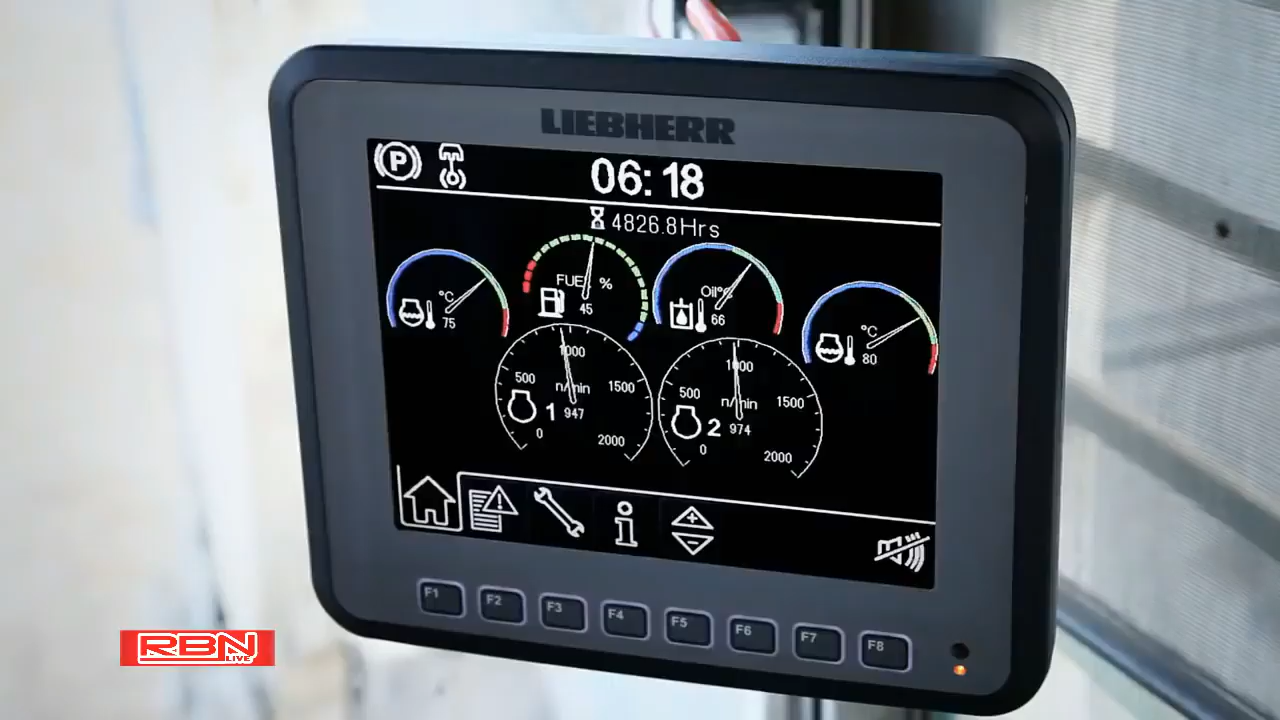 LIEBHERR
P
06:18
4826.8Hrs
°C
75
FUEL %
45
Oil°C
66
°C
80
500
1000
1500
n/min
1
947
0
2000
500
1000
1500
n/min
2
974
0
2000
F1
F2
F3
F4
F5
F6
F7
F8
RBN
LIVE